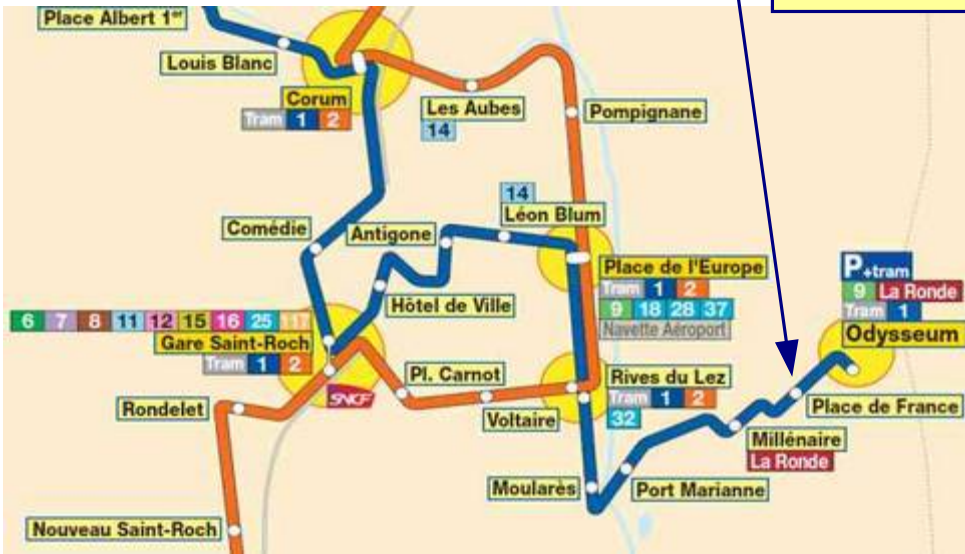 Place Albert 1er
Louis Blanc
Corum
Tram 1 2
Les Aubes
14
Pompignane
14
Léon Blum
Comédie
Antigone
Place de l'Europe
Tram 1 2
9 18 28 37
Navette Aéroport
P+tram
9 La Ronde
Tram 1
Odysseum
Hôtel de Ville
6 7 8 11 12 15 16 25 117
Gare Saint-Roch
Tram 1 2
SNCF
Pl. Carnot
Rives du Lez
Tram 1 2
32
Rondelet
Voltaire
Place de France
Millénaire
La Ronde
Moularès
Port Marianne
Nouveau Saint-Roch